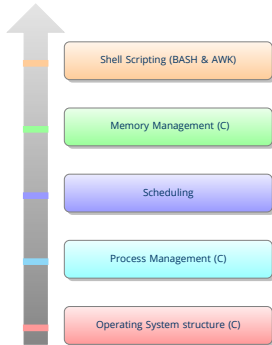 Shell Scripting (BASH & AWK)
Memory Management (C)
Scheduling
Process Management (C)
Operating System structure (C)